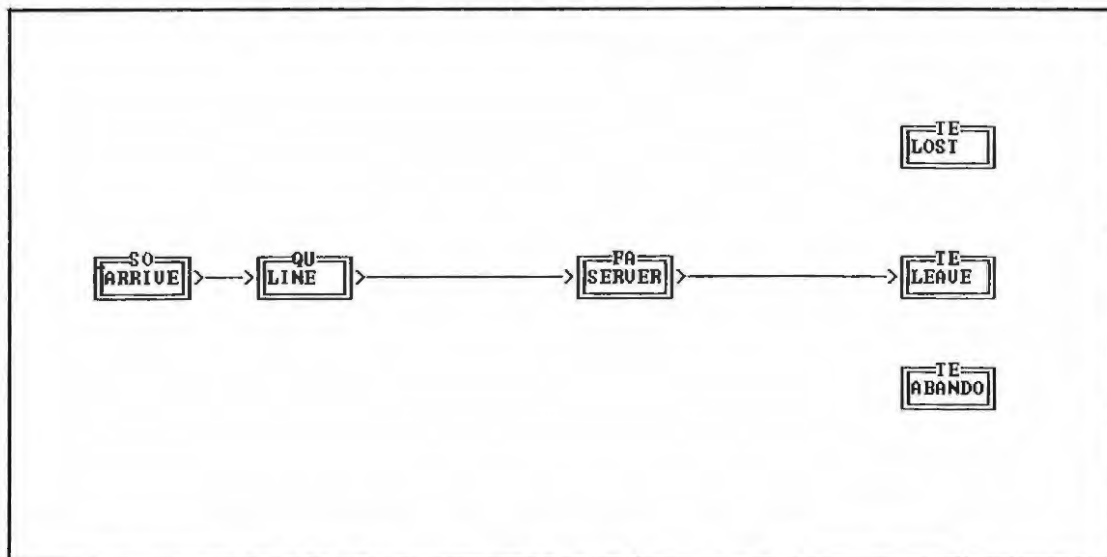 TE
LOST
SO
ARRIVE
QU
LINE
FA
SERVER
TE
LEAVE
TE
ABANDO